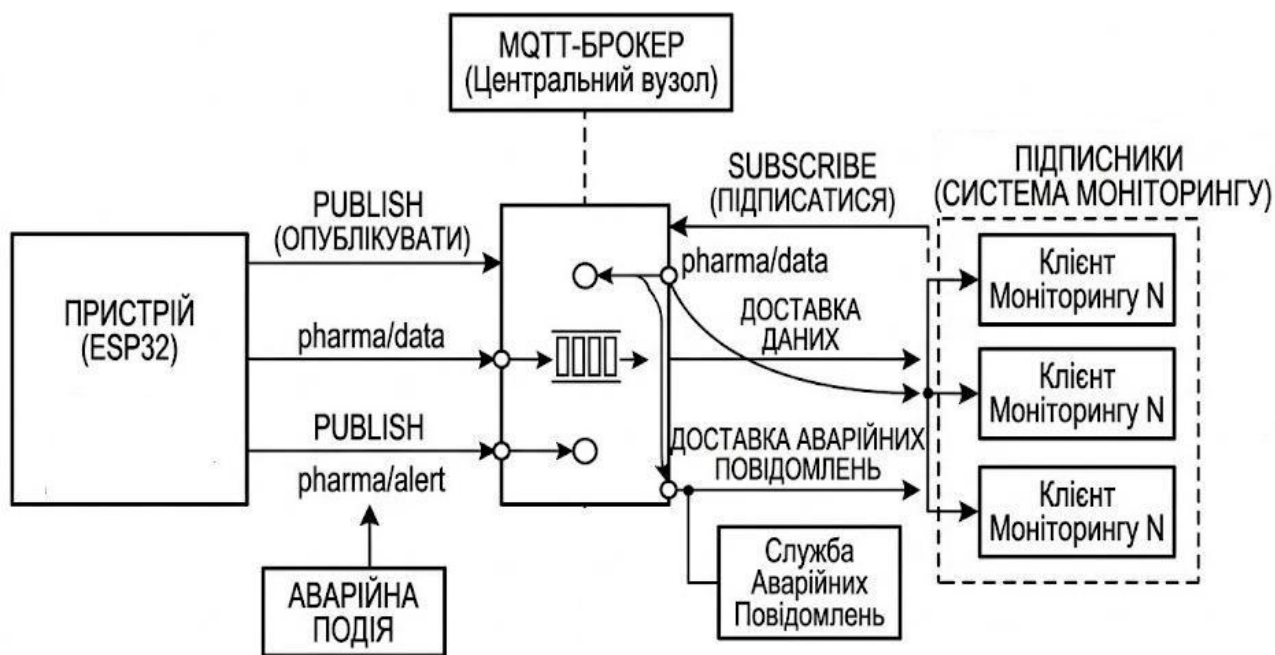 MQTT-БРОКЕР
(Центральний вузол)
SUBSCRIBE
(ПІДПИСАТИСЯ)
ПІДПИСНИКИ
(СИСТЕМА МОНІТОРИНГУ)
PUBLISH
(ОПУБЛІКУВАТИ)
ПРИСТРІЙ
(ESP32)
pharma/data
pharma/data
ДОСТАВКА
ДАНИХ
Клієнт
Моніторингу N
Клієнт
Моніторингу N
PUBLISH
pharma/alert
ДОСТАВКА АВАРІЙНИХ
ПОВІДОМЛЕНЬ
Клієнт
Моніторингу N
АВАРІЙНА
ПОДІЯ
Служба
Аварійних
Повідомлень